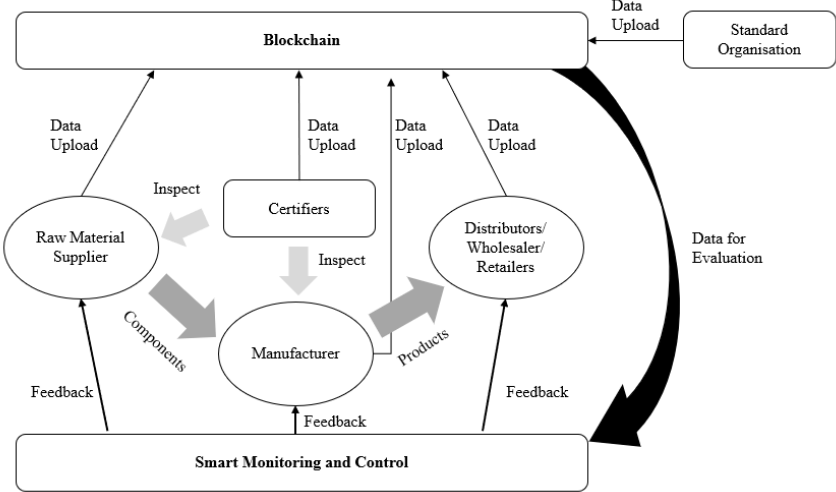 Data
Upload
Blockchain
Standard
Organisation
Data
Upload
Data
Upload
Data
Upload
Data
Upload
Inspect
Certifiers
Raw Material
Supplier
Distributors/
Wholesaler/
Retailers
Inspect
Data for
Evaluation
Components
Manufacturer
Products
Feedback
Feedback
Feedback
Smart Monitoring and Control